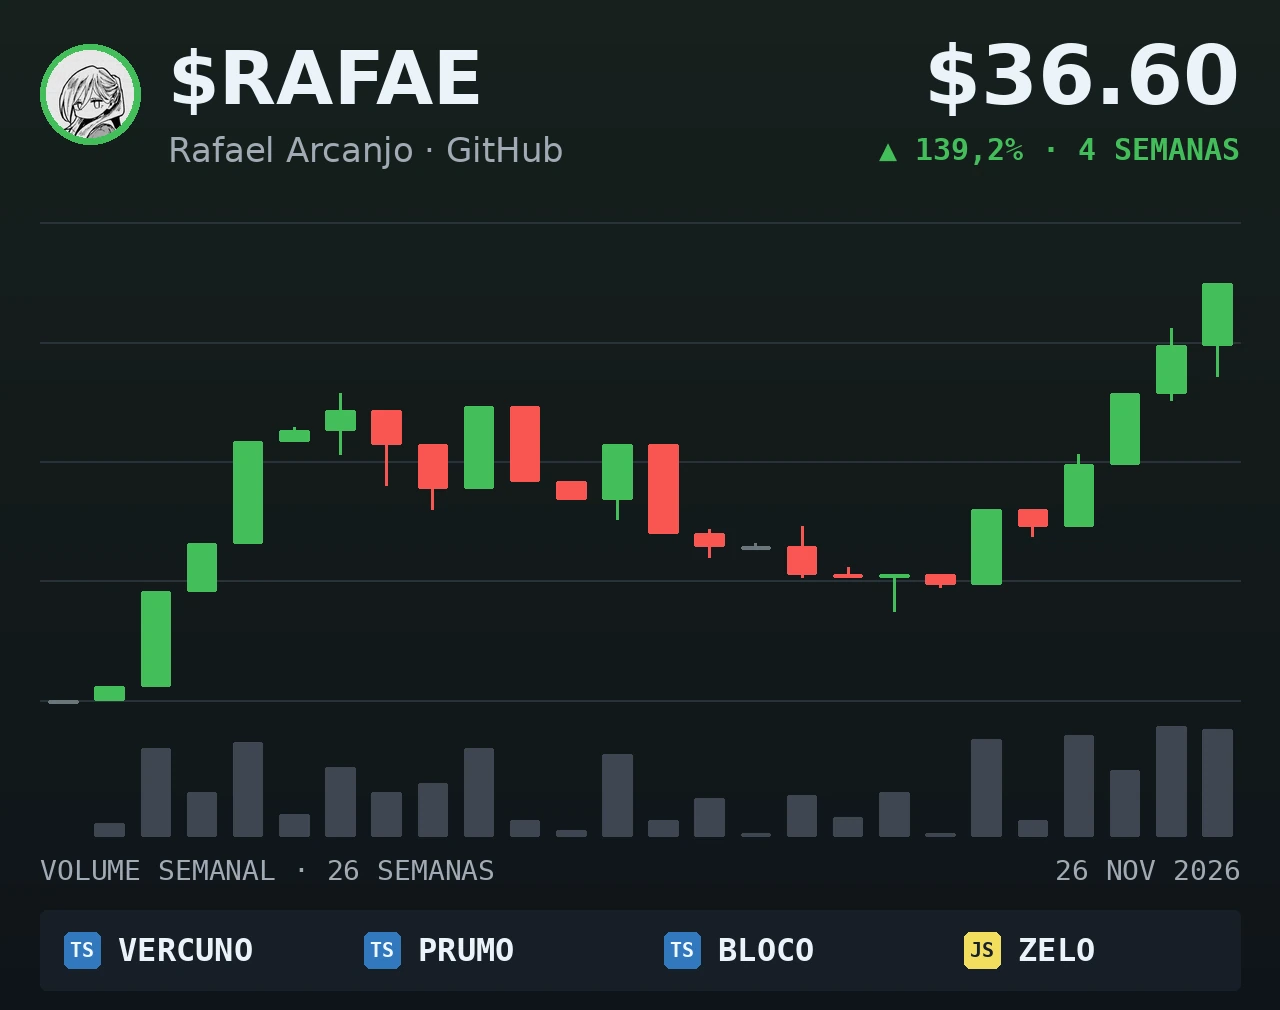 $RAFAE
$36.60
Rafael Arcanjo · GitHub
▲ 139,2% · 4 SEMANAS
VOLUME SEMANAL · 26 SEMANAS
26 NOV 2026
TS VERCUNO
TS PRUMO
TS BLOCO
JS ZELO